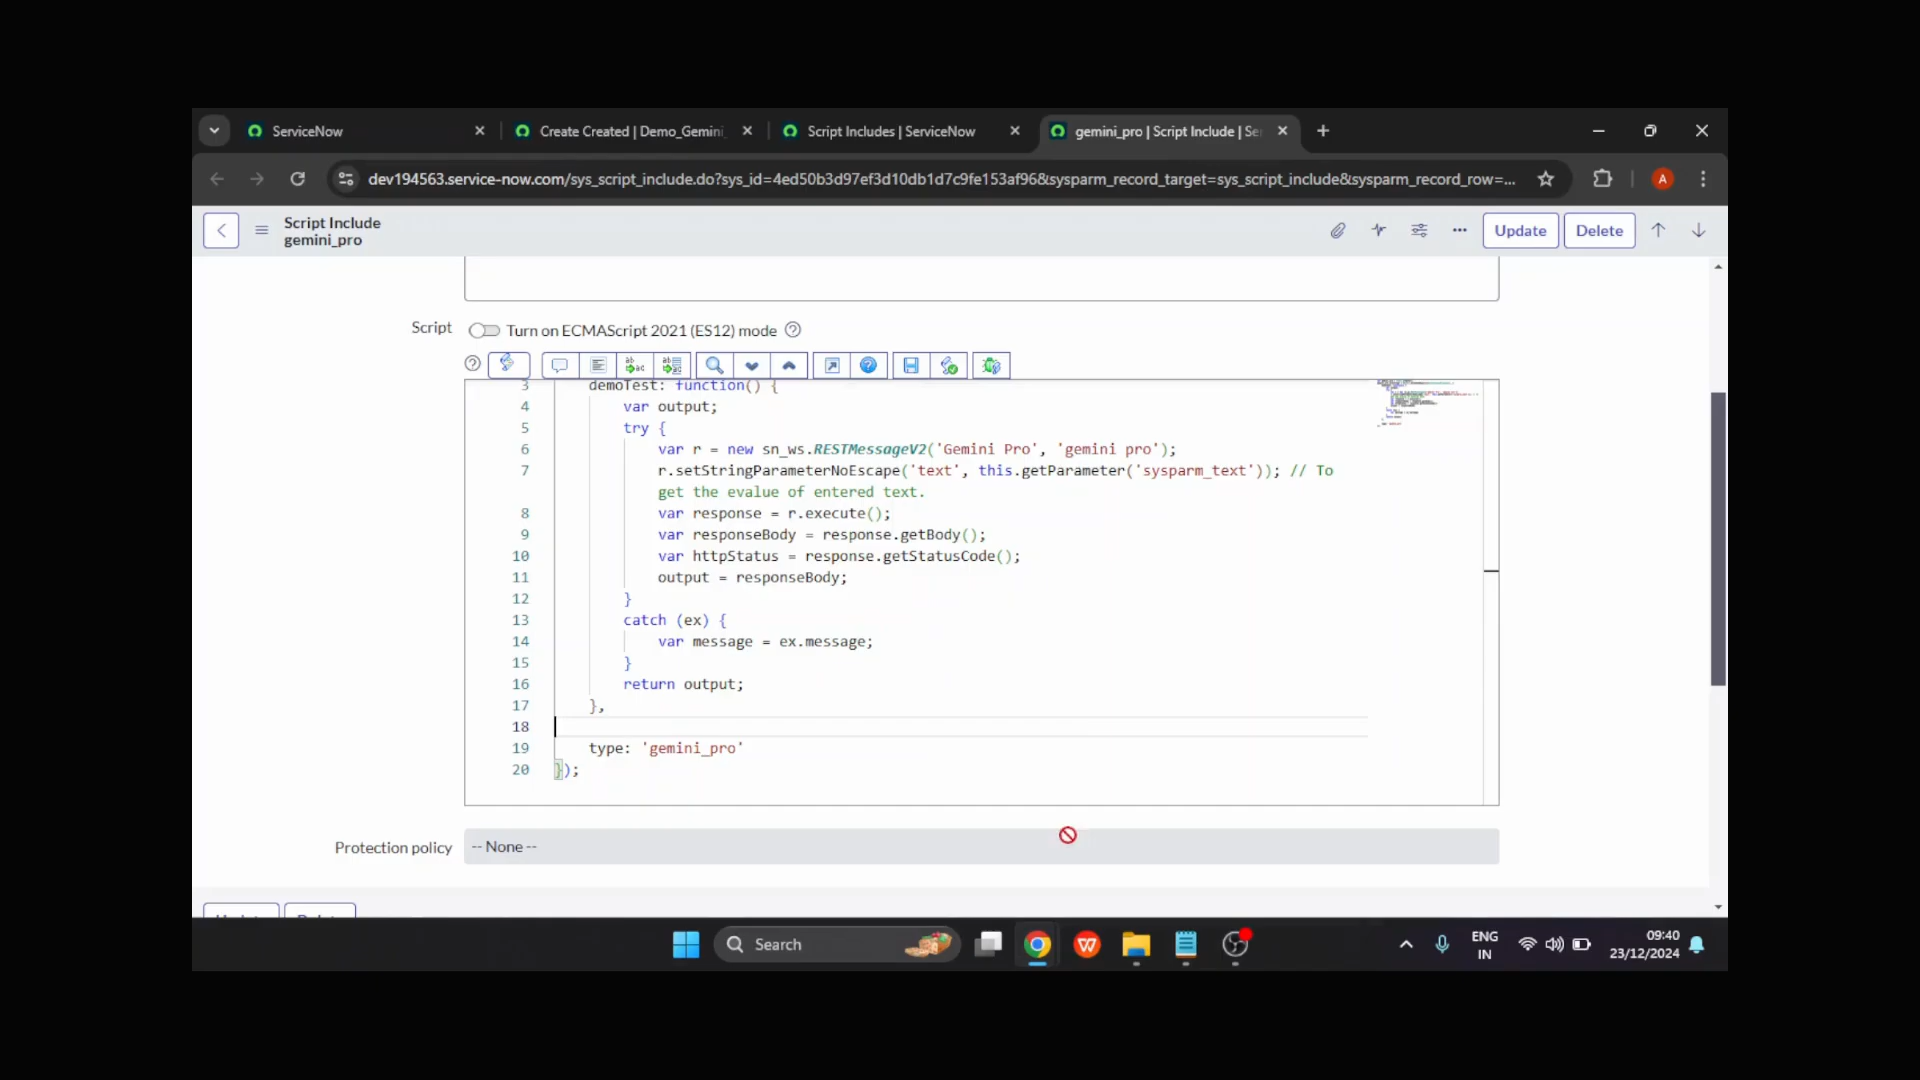 ServiceNow
Create Created | Demo_Gemini
Script Includes | ServiceNow
gemini_pro | Script Include | Se
dev194563.service-now.com/sys_script_include.do?sys_id=4ed50b3d97ef3d10db1d7c9fe153af96&sysparm_record_target=sys_script_include&sysparm_record_row=...
A
Script Include
gemini_pro
Update
Delete
Script
Turn on ECMAScript 2021 (ES12) mode
3 demoTest: function() {
4 var output;
5 try {
6 var r = new sn_ws.RESTMessageV2('Gemini Pro', 'gemini pro');
7 r.setStringParameterNoEscape('text', this.getParameter('sysparm_text')); // To
get the evalue of entered text.
8 var response = r.execute();
9 var responseBody = response.getBody();
10 var httpStatus = response.getStatusCode();
11 output = responseBody;
12 }
13 catch (ex) {
14 var message = ex.message;
15 }
16 return output;
17 },
18
19 type: 'gemini_pro'
20 });
Protection policy
-- None --
Search
ENG
IN
09:40
23/12/2024